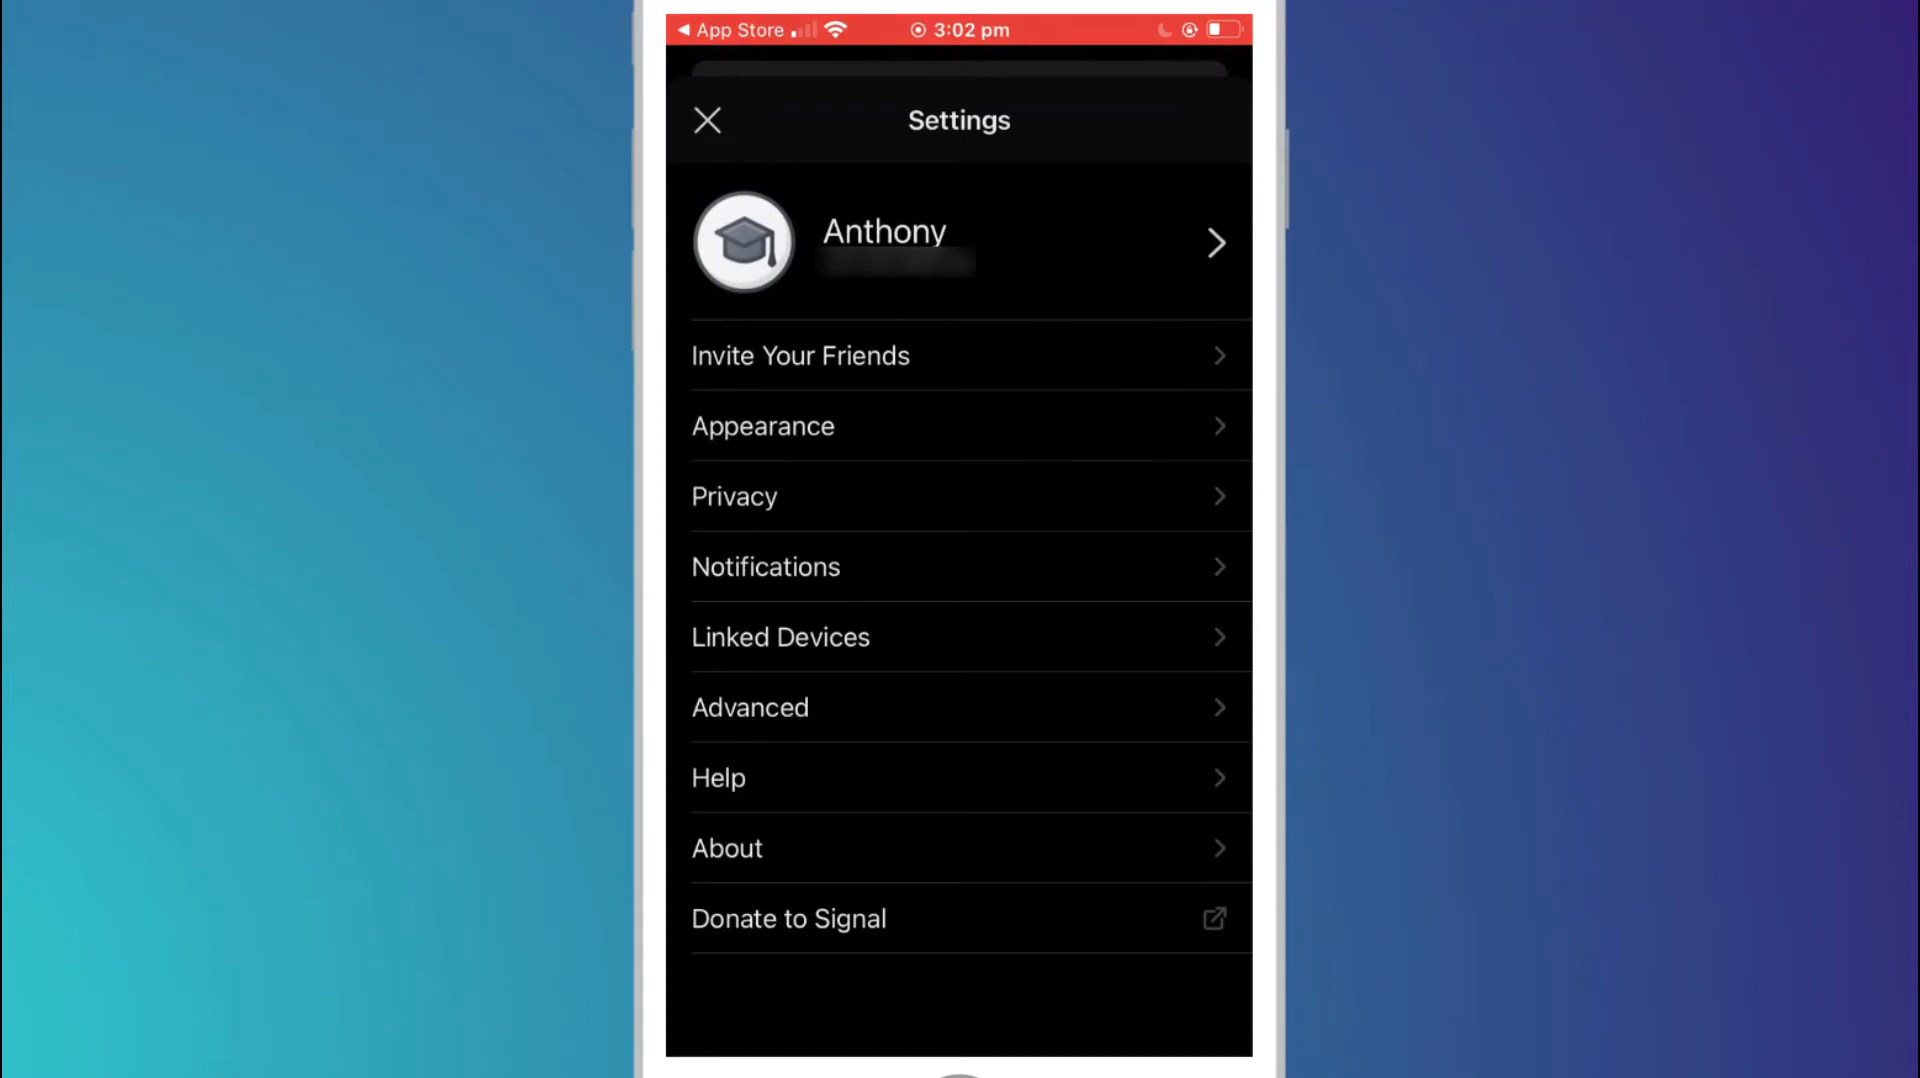 App Store 3:02 pm
Settings
Anthony
Invite Your Friends
Appearance
Privacy
Notifications
Linked Devices
Advanced
Help
About
Donate to Signal